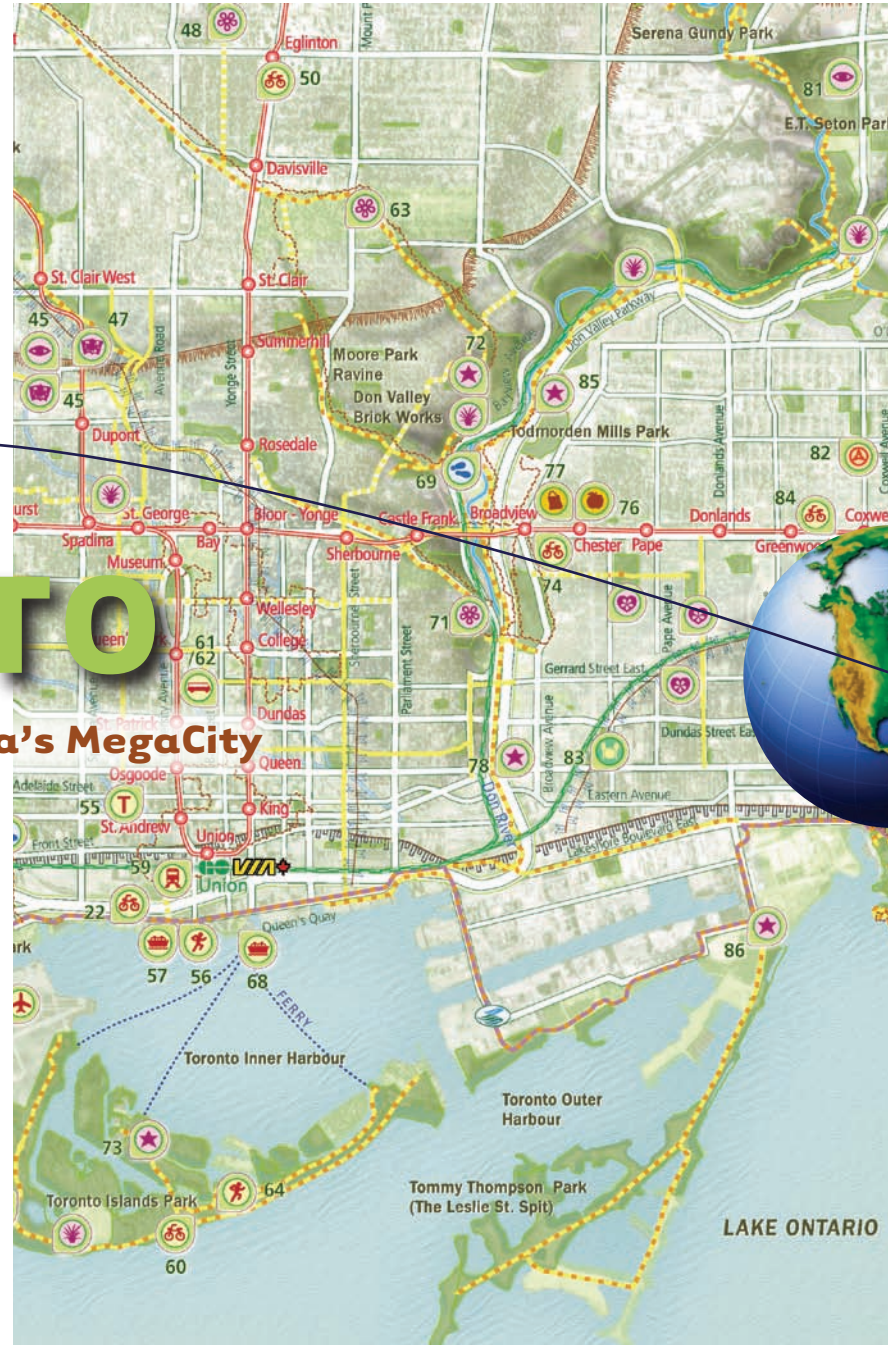 48
Eglinton
50
Serena Gundy Park
81
E.T. Seton Par
Davisville
63
St. Clair West
St. Clair
45
47
45
Avenue Road
Yonge Street
Summerhill
Moore Park
Ravine
72
Don Valley
Brick Works
Don Valley Parkway
85
Todmorden Mills Park
Dupont
Rosedale
69
77
76
Donlands Avenue
Coxwell Avenue
82
84
urst
Spadina
St. George
Bay
Bloor - Yonge
Sherbourne
Castle Frank
Broadview
Chester
Pape
Donlands
Greenwoo
Coxwe
Museum
74
Wellesley
71
Sherbourne Street
Parliament Street
Pape Avenue
TO
61
/62
College
Gerrard Street East
St. Patrick
Dundas
Dundas Street Eas
a's MegaCity
Queen
78
Broadview Avenue
83
Osgoode
Adelaide Street
55
T
St. Andrew
King
Eastern Avenue
Don River
Front Street
Union
Lakeshore Boulevard East
59
Union
VIA
22
Queen's Quay
57
56
68
86
ark
FERRY
Toronto Inner Harbour
Toronto Outer
Harbour
73
64
Toronto Islands Park
60
Tommy Thompson Park
(The Leslie St. Spit)
LAKE ONTARIO